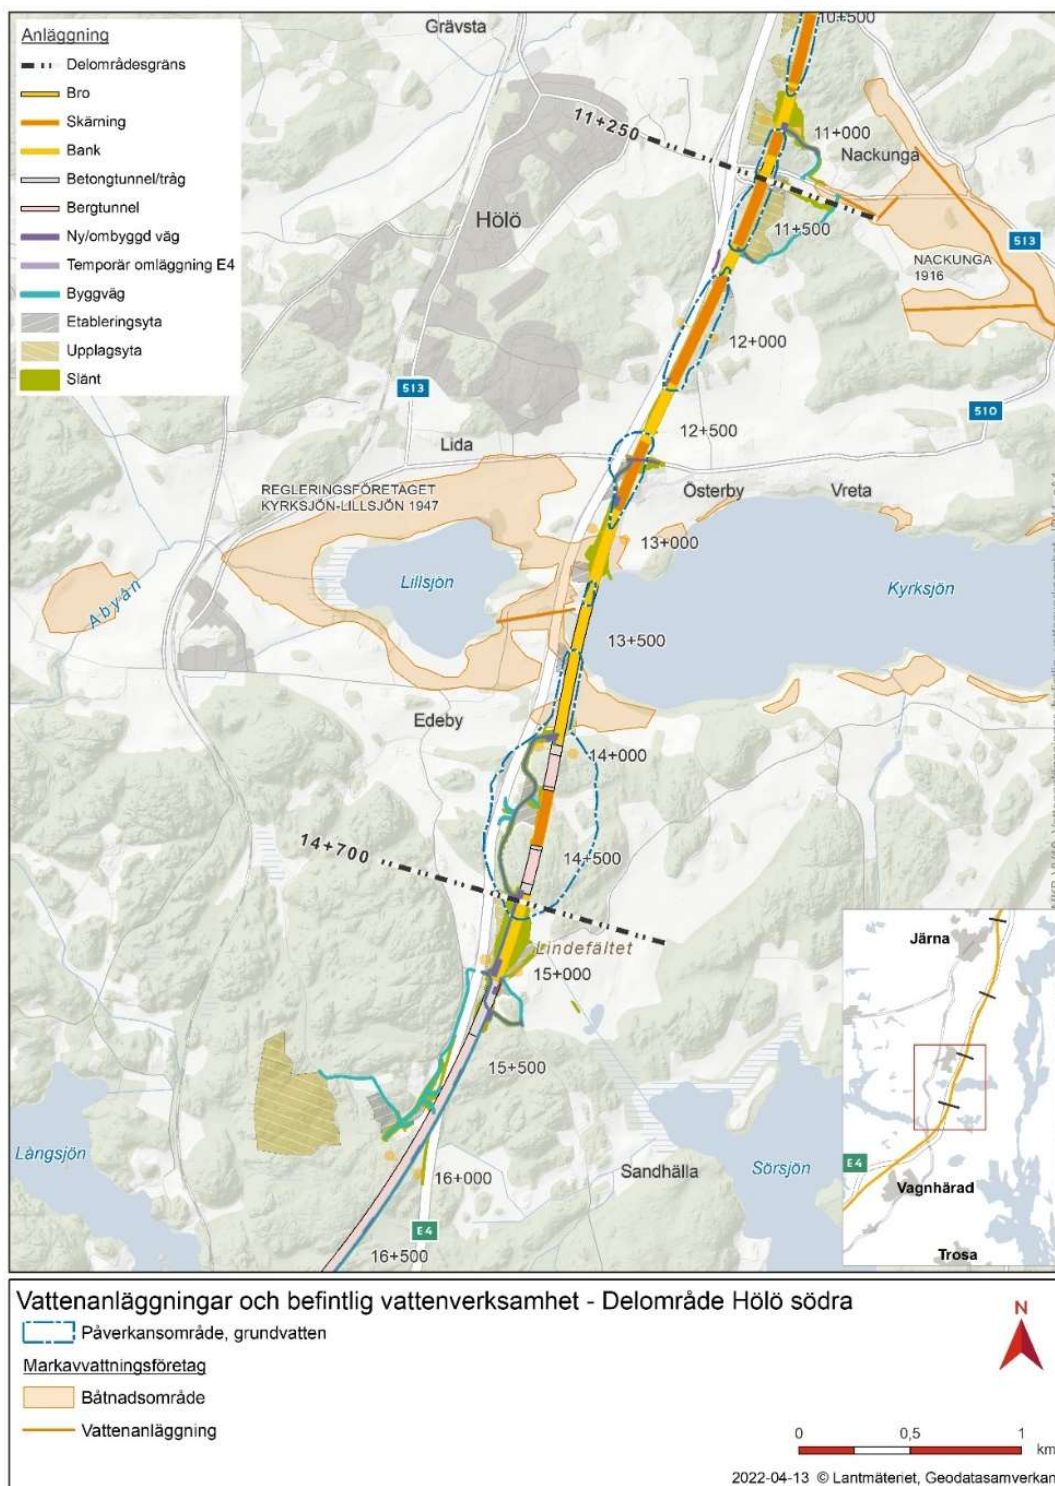 Anläggning
Delområdesgräns
Bro
Skärning
Bank
Betongtunnel/tråg
Bergtunnel
Ny/ombyggd väg
Temporär omläggning E4
Byggväg
Etableringsyta
Upplagsyta
Slänt
Grävsta
10+500
11+250
11+000
Nackunga
Hölö
11+500
513
NACKUNGA
1916
12+000
513
510
12+500
Lida
Österby
Vreta
REGLERINGSFÖRETAGET
KYRKSJÖN-LILLSJÖN 1947
13+000
Lillsjön
Kyrksjön
Åbyån
13+500
Edeby
14+000
14+700
14+500
Lindefältet
15+000
Järna
15+500
Långsjön
Sandhälla
Sörsjön
16+000
E4
16+500
E4
Vagnhärad
Trosa
Vattenanläggningar och befintlig vattenverksamhet - Delområde Hölö södra
Påverkansområde, grundvatten
Markavvattningsföretag
Båtnadsområde
Vattenanläggning
N
0 0,5 1
km
2022-04-13 © Lantmäteriet, Geodatasamverkan